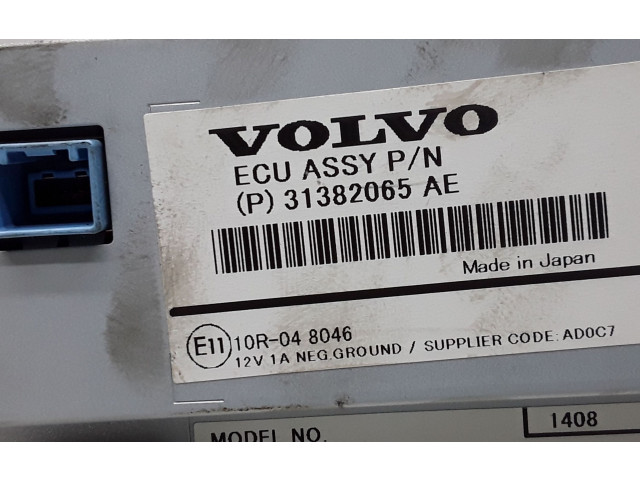 VOLVO
ECU ASSY P/N
(P) 31382065 AE
Made in Japan
E11 10R-04 8046
12V 1A NEG.GROUND / SUPPLIER CODE: AD0C7
MODEL NO. 1408